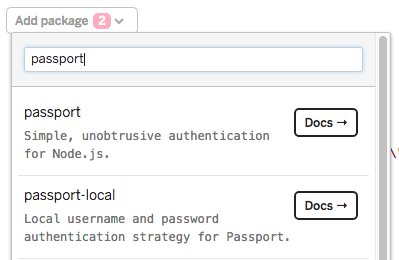 Add package 2
passport
passport
Simple, unobtrusive authentication
for Node.js.
Docs →
passport-local
Local username and password
authentication strategy for Passport.
Docs →